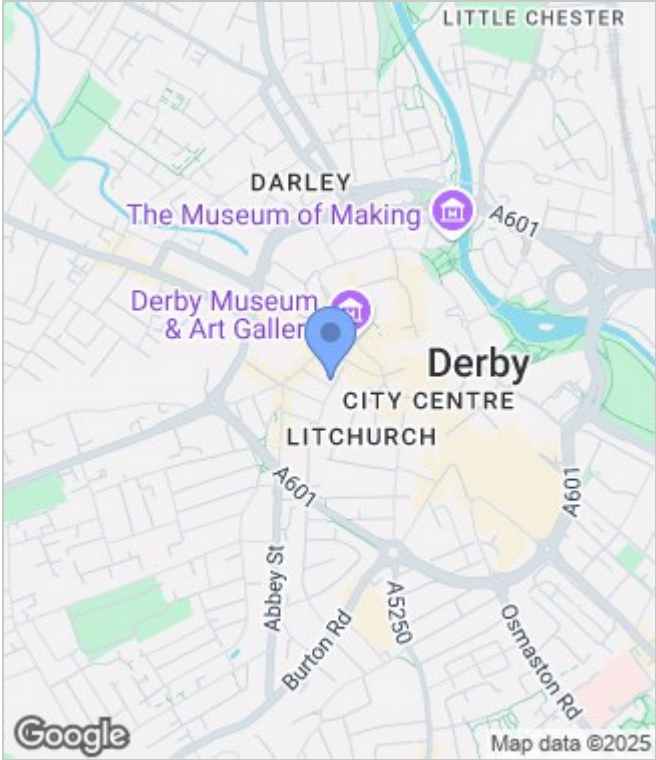 LITTLE CHESTER
DARLEY
The Museum of Making
A601
Derby Museum
& Art Galler
Derby
CITY CENTRE
LITCHURCH
A601
A601
Abbey St
Burton Rd
A5250
Osmaston Rd
Google
Map data ©2025